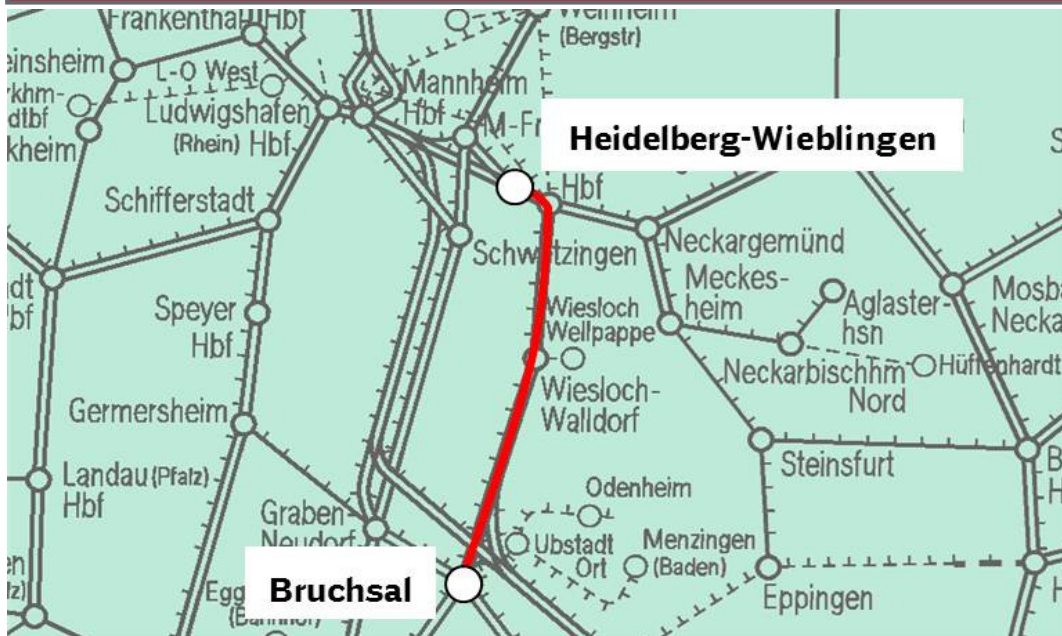 Frankenthal Hbf
(Bergstr)
L-O West
Mannheim
Hbf
Ludwigshafen
(Rhein) Hbf
Heidelberg-Wieblingen
Hbf
Schifferstadt
Schwetzingen
Neckargemünd
Meckes-
heim
Aglaster-
hsn
Speyer
Hbf
Wiesloch
Wellpappe
Neckarbischhm
Nord
Hüffenhardt
Wiesloch-
Walldorf
Germersheim
Steinsfurt
Landau (Pfalz)
Hbf
Odenheim
Graben-
Neudorf
Ubstadt
Ort
Menzingen
(Baden)
Bruchsal
Eppingen